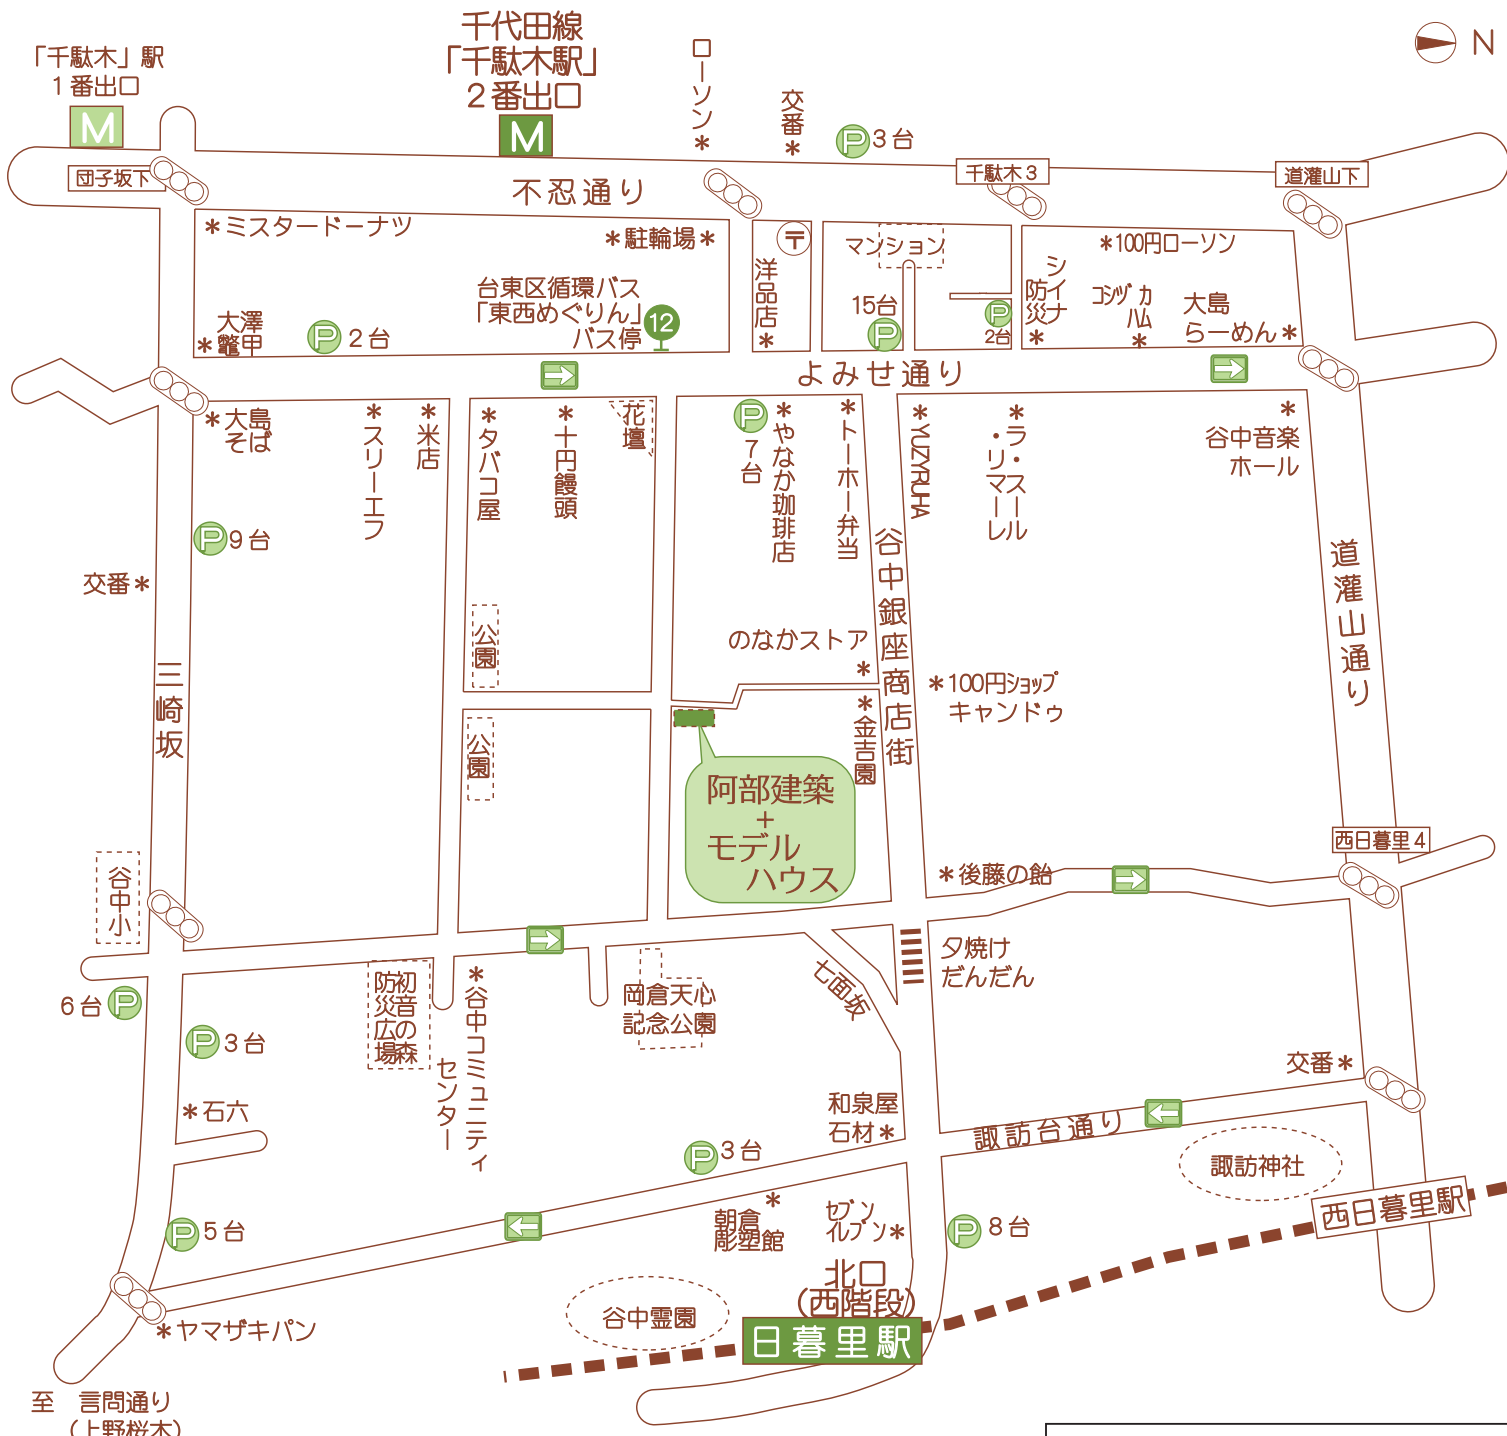 「千駄木」駅
1番出口
M
千代田線
「千駄木駅」
2番出口
M
ローソン＊
交番＊
P 3台
N
団子坂下
不忍通り
千駄木3
道灌山下
＊ミスタードーナツ
＊駐輪場＊
〒
洋品店＊
マンション
シイナ
防災＊
＊100円ローソン
台東区循環バス
「東西めぐりん」
バス停
12
大澤
＊鼈甲
P 2台
15台
P
P
2台
コシヅカ
ハム
＊
大島
らーめん＊
よみせ通り
＊大島
そば
＊スリーエフ
＊米店
＊タバコ屋
＊十円饅頭
花壇
P
7台
＊やなか珈琲店
＊トーホー弁当
＊YUZYRUHA
＊ラ・スール
・リマーレ
＊
谷中音楽
ホール
P 9台
交番＊
三崎坂
公園
公園
のなかストア
＊
＊金吉園
谷中銀座商店街
＊100円ショップ
キャンドゥ
道灌山通り
阿部建築
+
モデル
ハウス
西日暮里4
谷中小
＊後藤の飴
夕焼け
だんだん
七面坂
初音の森
防災広場
＊谷中コミュニティ
センター
岡倉天心
記念公園
6台 P
P 3台
＊石六
交番＊
和泉屋
石材＊
諏訪台通り
諏訪神社
P 3台
P 5台
＊
朝倉
彫塑館
セブン
イレブン＊
P 8台
西日暮里駅
北口
(西階段)
日暮里駅
谷中霊園
＊ヤマザキパン
至　言問通り
(上野桜木)